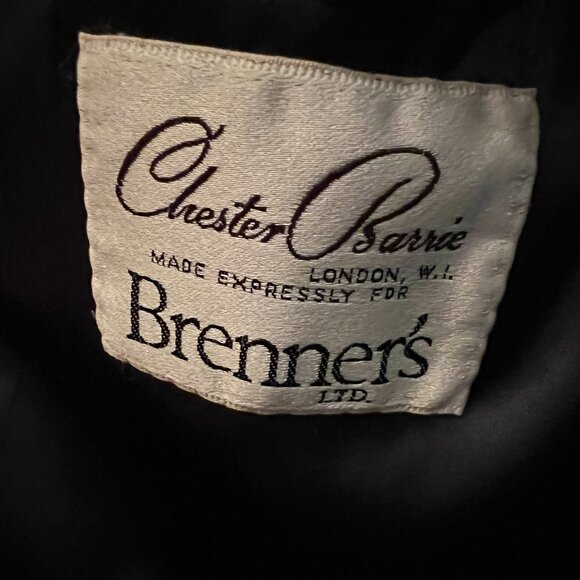 Chester Barrie
LONDON, W.I.
MADE EXPRESSLY FOR
Brenner's
LTD.